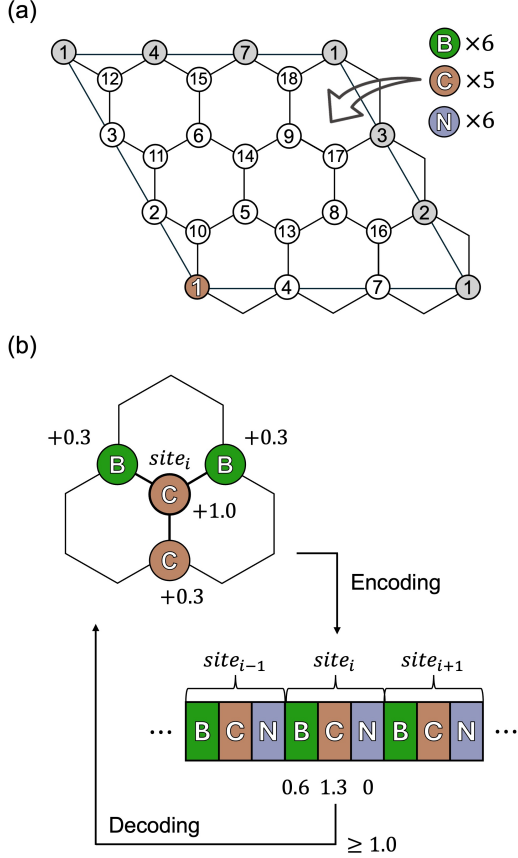 (a)
1 4 7 1
B ×6
12 15 18
C ×5
N ×6
3 6 9 3
11 14 17
2 5 8 2
10 13 16
1 4 7 1
(b)
+0.3 +0.3
B site_i B
C
+1.0
C
+0.3
Encoding
site_{i−1} site_i site_{i+1}
··· B C N B C N B C N ···
0.6 1.3 0
Decoding
≥ 1.0